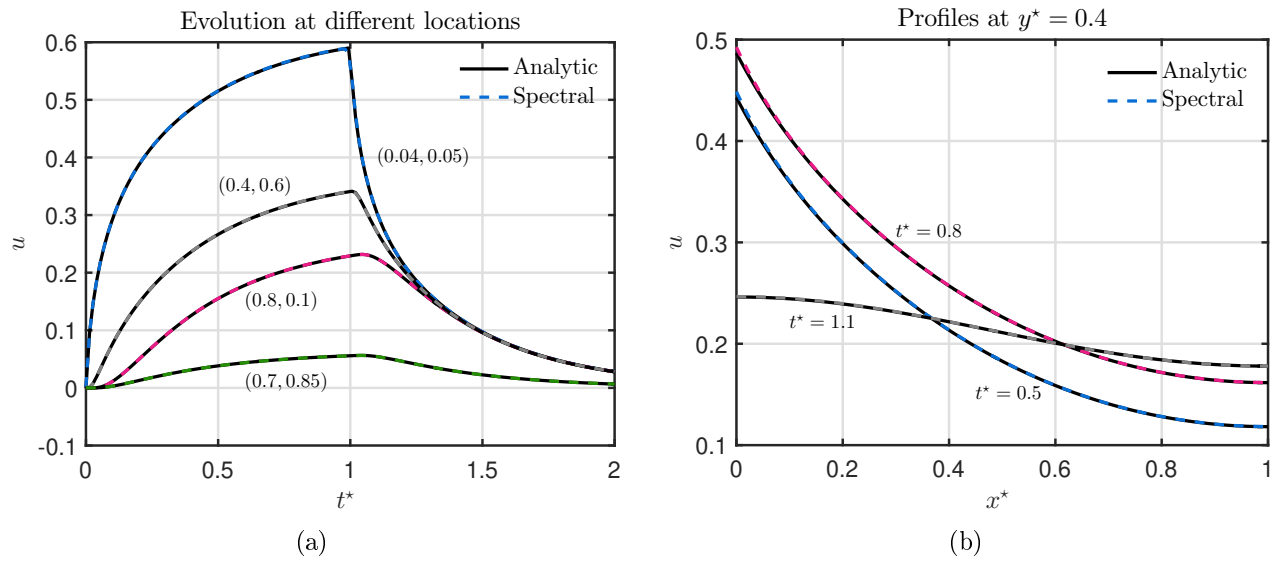 Evolution at different locations
0.6
0.5
0.4
0.3
0.2
0.1
0
-0.1
u
Analytic
Spectral
(0.04, 0.05)
(0.4, 0.6)
(0.8, 0.1)
(0.7, 0.85)
0 0.5 1 1.5 2
t⋆
(a)
Profiles at y⋆ = 0.4
0.5
0.4
0.3
0.2
0.1
u
Analytic
Spectral
t⋆ = 0.8
t⋆ = 1.1
t⋆ = 0.5
0 0.2 0.4 0.6 0.8 1
x⋆
(b)